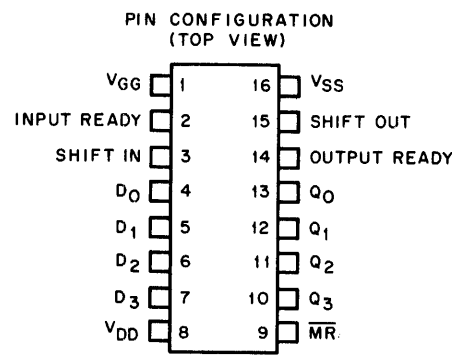 PIN CONFIGURATION
(TOP VIEW)
VGG 1 16 VSS
INPUT READY 2 15 SHIFT OUT
SHIFT IN 3 14 OUTPUT READY
D0 4 13 Q0
D1 5 12 Q1
D2 6 11 Q2
D3 7 10 Q3
VDD 8 9 M̅R̅